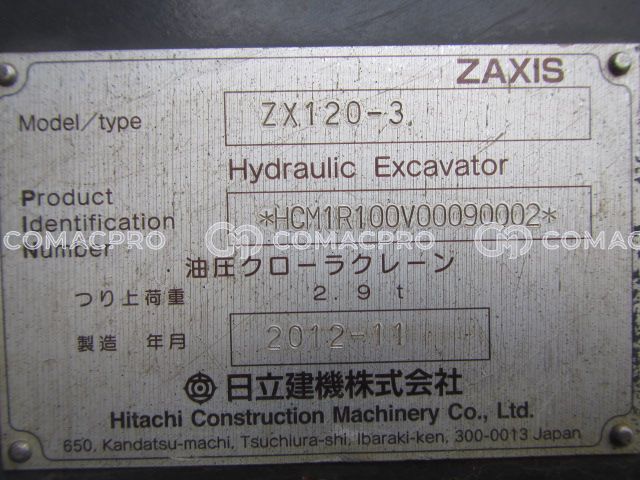 ZAXIS
Model/type ZX120-3
Hydraulic Excavator
Product
Identification *HCM1R100V00090002*
Number
COMACPRO COMACPRO COMACPRO
油圧クローラクレーン
つり上荷重 2.9t
製造 年月 2012-11
日立建機株式会社
Hitachi Construction Machinery Co., Ltd.
650, Kandatsu-machi, Tsuchiura-shi, Ibaraki-ken, 300-0013 Japan